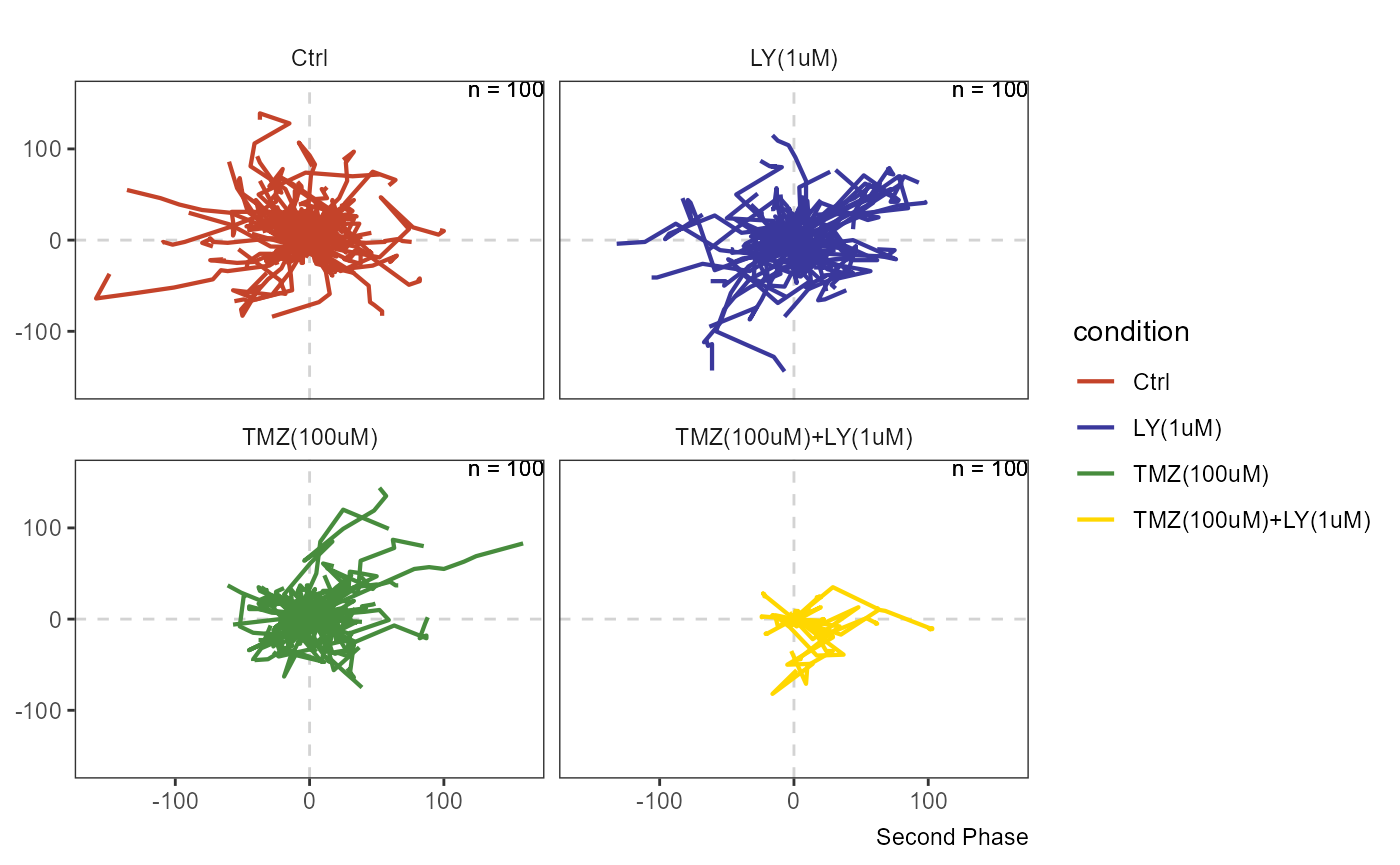 Ctrl
LY(1uM)
n = 100
n = 100
100
0
-100
TMZ(100uM)
TMZ(100uM)+LY(1uM)
n = 100
n = 100
100
0
-100
-100
0
100
-100
0
100
Second Phase
condition
Ctrl
LY(1uM)
TMZ(100uM)
TMZ(100uM)+LY(1uM)